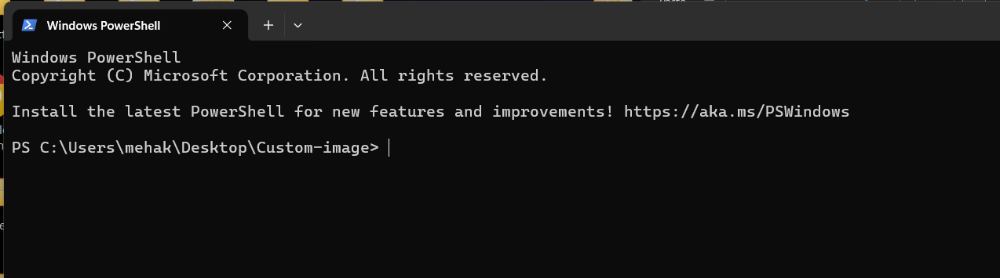 Windows PowerShell
Windows PowerShell
Copyright (C) Microsoft Corporation. All rights reserved.
Install the latest PowerShell for new features and improvements! https://aka.ms/PSWindows
PS C:\Users\mehak\Desktop\Custom-image>